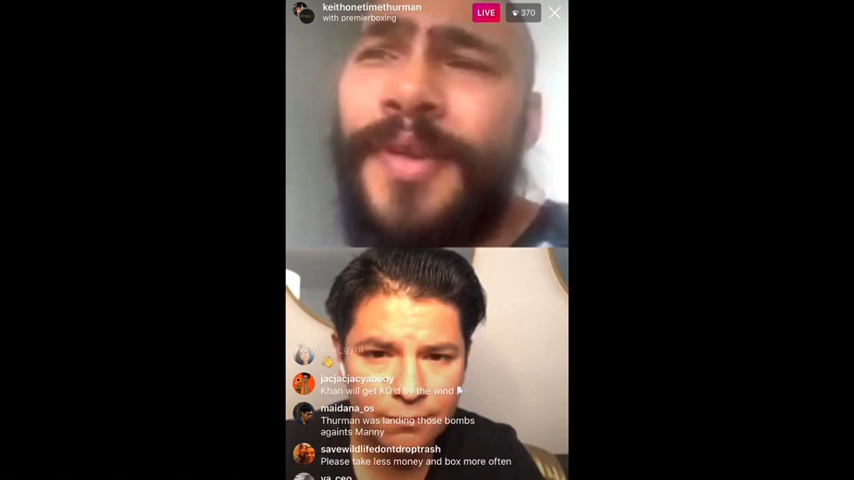 keithonetimethurman
with premierboxing
LIVE
370
jacjacjacyabody
Khan will get KO'd by the wind
maidana_os
Thurman was landing those bombs
againts Manny
savewildlifedontdroptrash
Please take less money and box more often
va_ceo